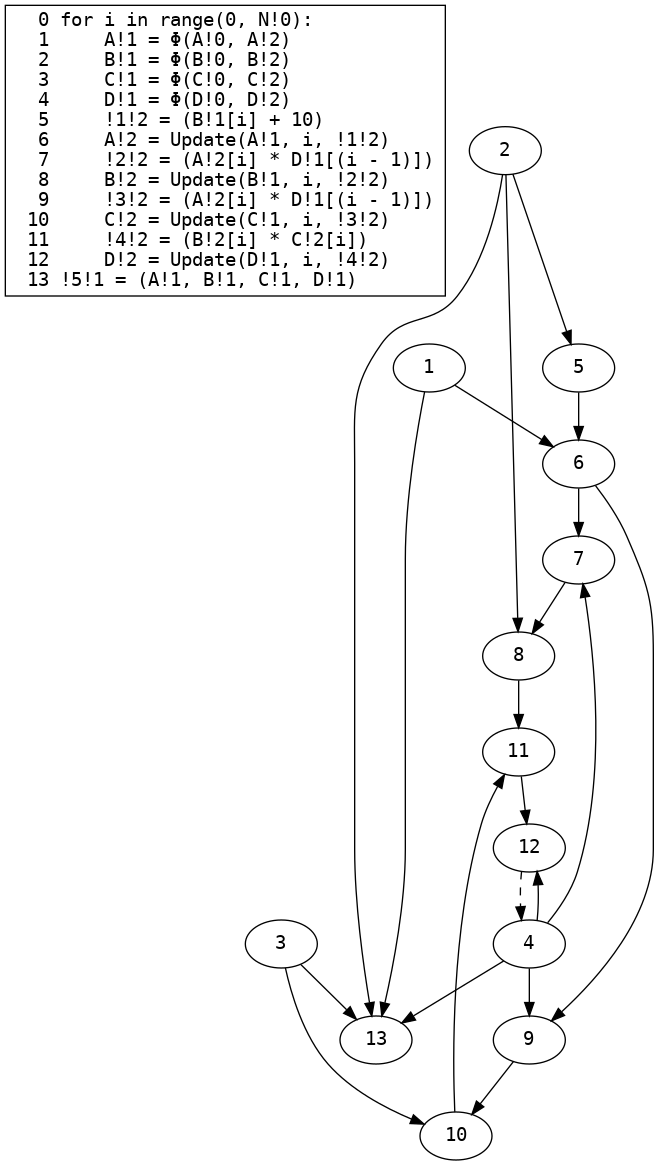 0 for i in range(0, N!0):
1     A!1 = Φ(A!0, A!2)
2     B!1 = Φ(B!0, B!2)
3     C!1 = Φ(C!0, C!2)
4     D!1 = Φ(D!0, D!2)
5     !1!2 = (B!1[i] + 10)
6     A!2 = Update(A!1, i, !1!2)
7     !2!2 = (A!2[i] * D!1[(i - 1)])
8     B!2 = Update(B!1, i, !2!2)
9     !3!2 = (A!2[i] * D!1[(i - 1)])
10     C!2 = Update(C!1, i, !3!2)
11     !4!2 = (B!2[i] * C!2[i])
12     D!2 = Update(D!1, i, !4!2)
13 !5!1 = (A!1, B!1, C!1, D!1)
2
1
5
6
7
8
11
12
3
4
13
9
10